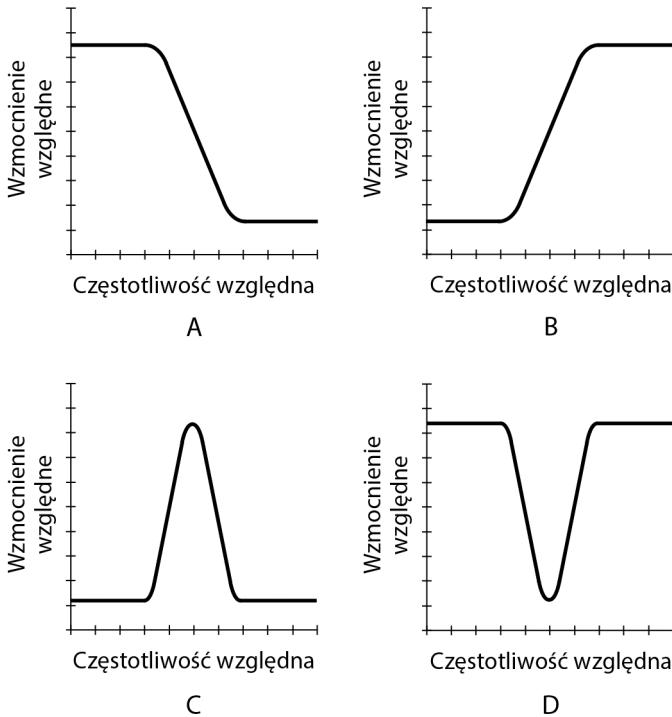 Wzmocnienie
względne
Częstotliwość względna
A
Wzmocnienie
względne
Częstotliwość względna
B
Wzmocnienie
względne
Częstotliwość względna
C
Wzmocnienie
względne
Częstotliwość względna
D